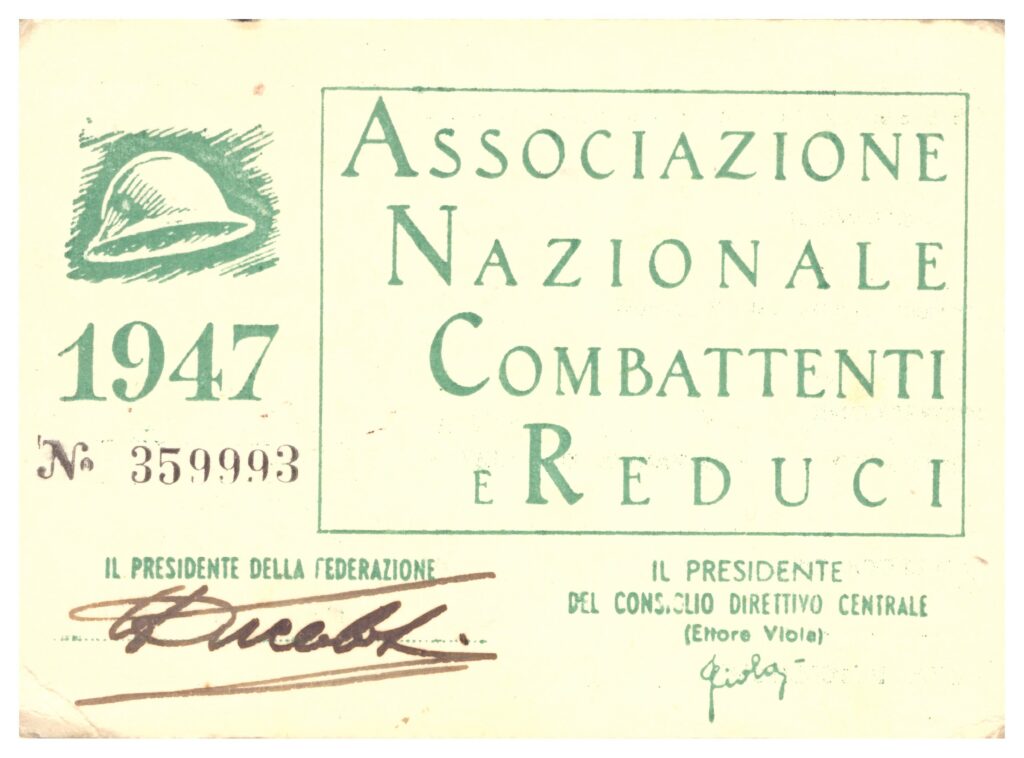 ASSOCIAZIONE
NAZIONALE
COMBATTENTI
E REDUCI
1947
No 359993
IL PRESIDENTE DELLA FEDERAZIONE
IL PRESIDENTE
DEL CONSIGLIO DIRETTIVO CENTRALE
(Ettore Viola)
Viola